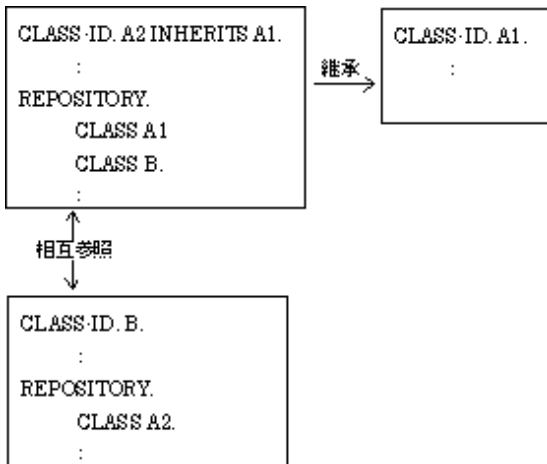 CLASS-ID. A2 INHERITS A1.
:
REPOSITORY.
CLASS A1
CLASS B.
:
継承
CLASS-ID. A1.
:
相互参照
CLASS-ID. B.
:
REPOSITORY.
CLASS A2.
: